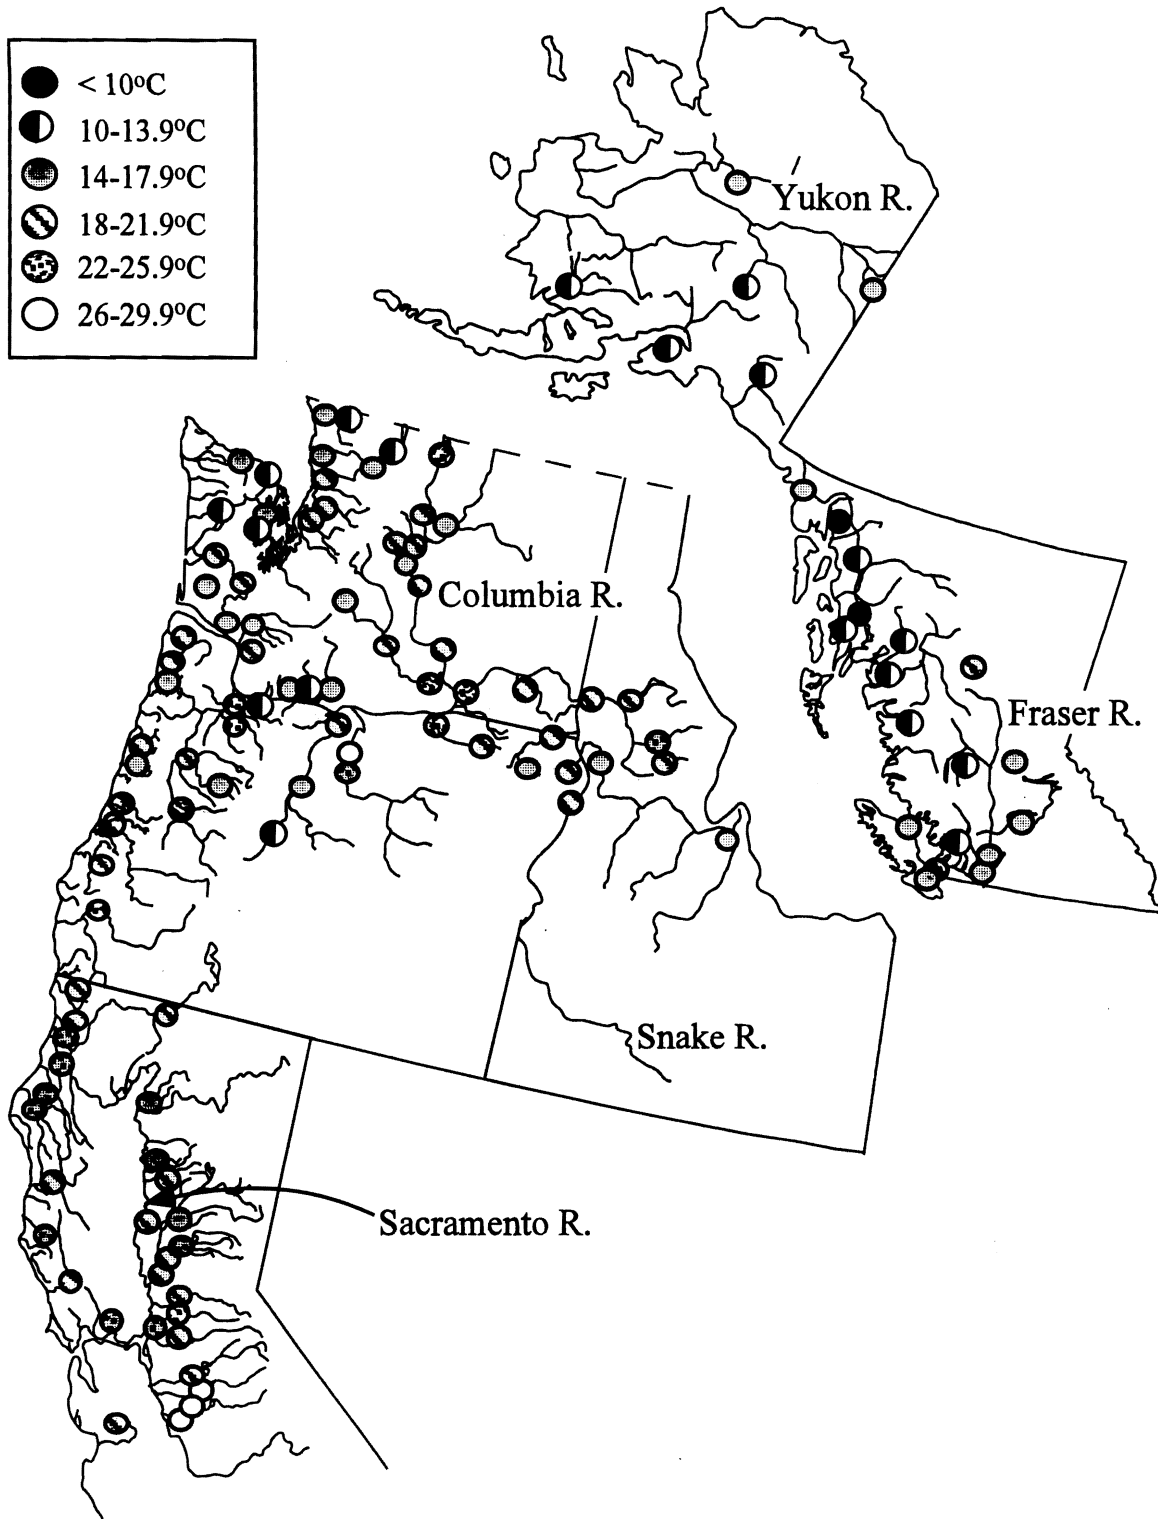 < 10ºC
10-13.9ºC
14-17.9ºC
18-21.9ºC
22-25.9ºC
26-29.9ºC
Yukon R.
Columbia R.
Fraser R.
Snake R.
Sacramento R.